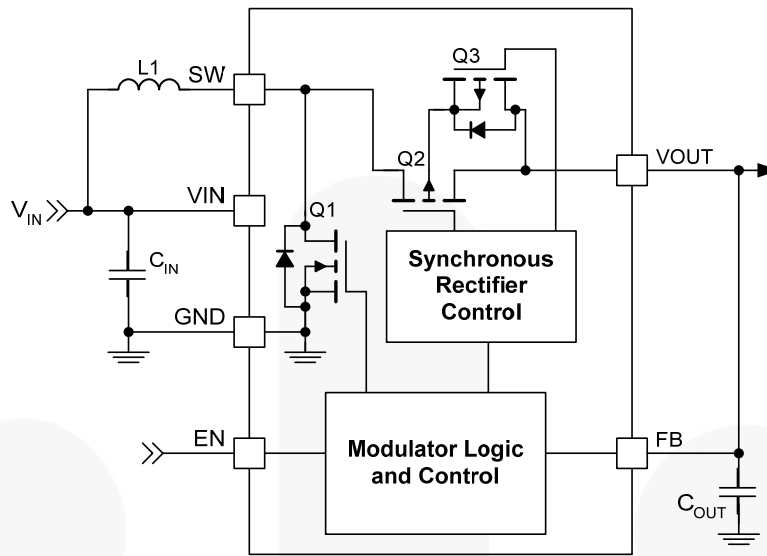 L1
SW
Q3
Q2
VOUT
VIN
V_IN
Q1
C_IN
Synchronous
Rectifier
Control
GND
EN
Modulator Logic
and Control
FB
C_OUT